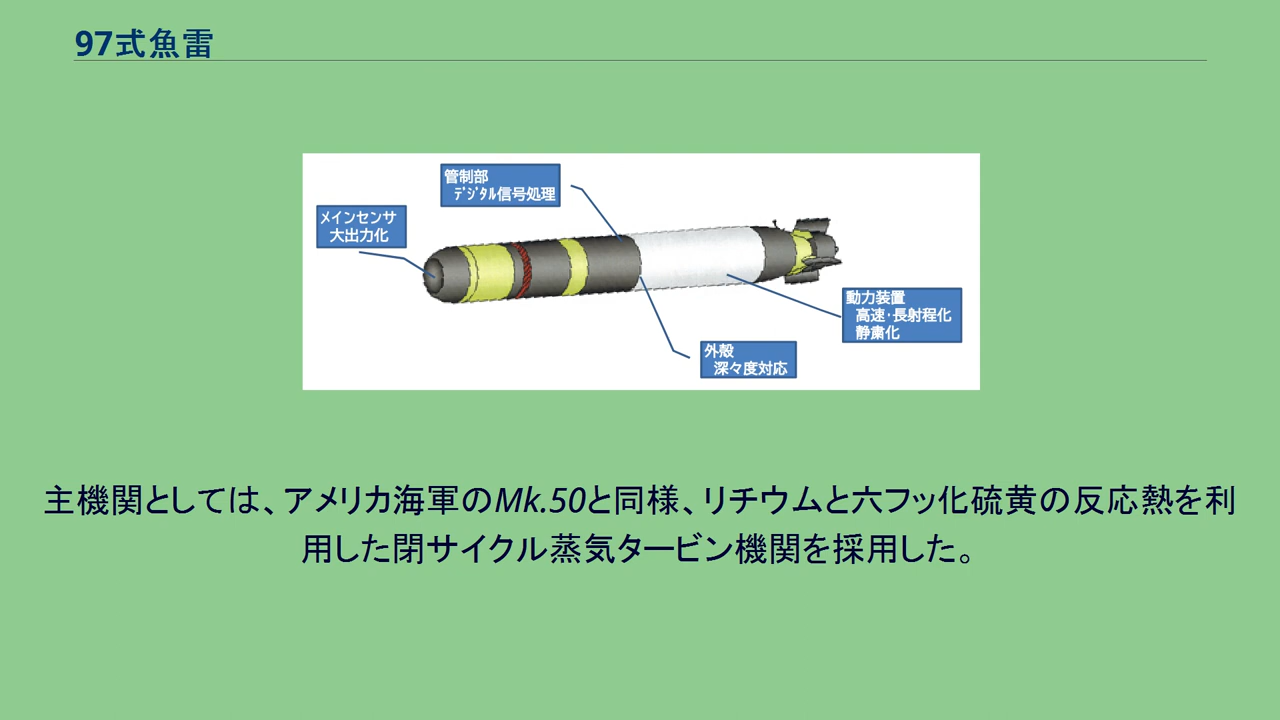 97式魚雷
管制部
ﾃﾞｼﾞﾀﾙ信号処理
メインセンサ
大出力化
動力装置
高速・長射程化
静粛化
外殻
深々度対応
主機関としては、アメリカ海軍のMk.50と同様、リチウムと六フッ化硫黄の反応熱を利
用した閉サイクル蒸気タービン機関を採用した。